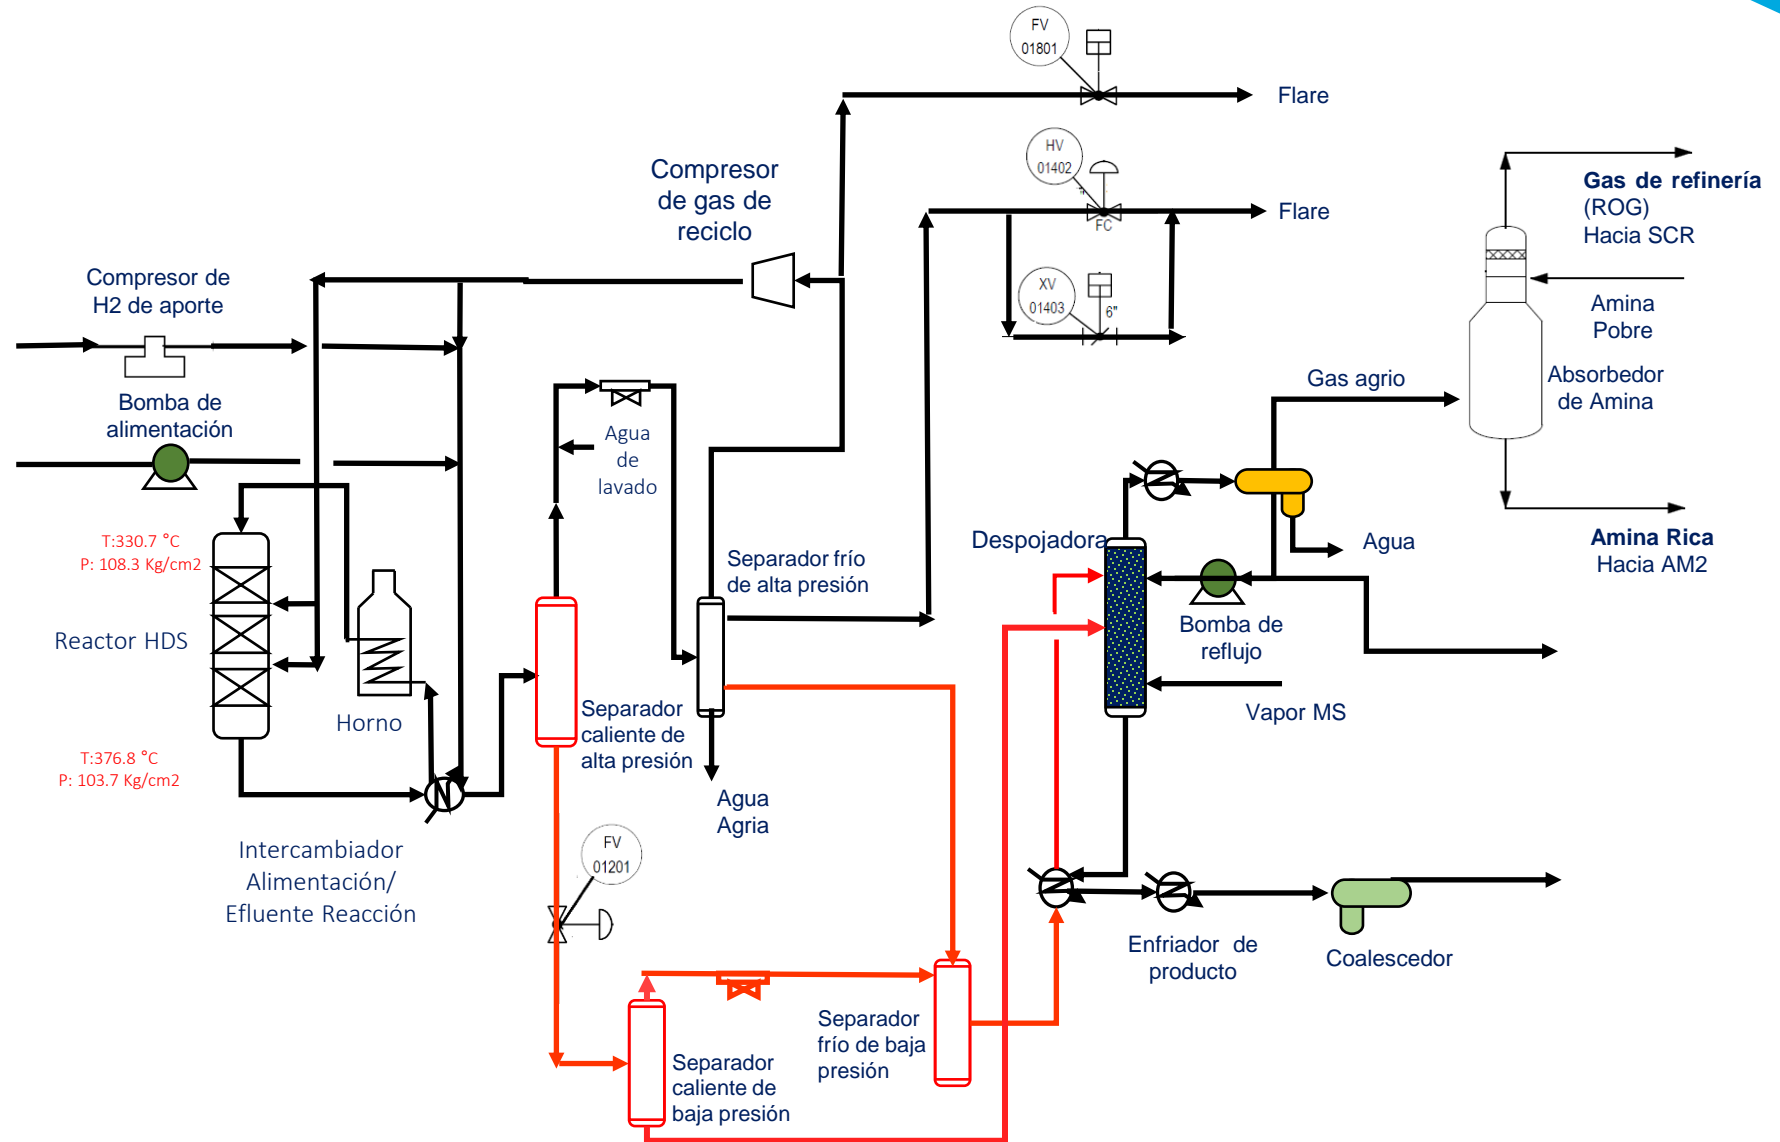 FV
01801
Flare
HV
01402
FC
Flare
XV
01403
6"
Compresor
de gas de
reciclo
Gas de refinería
(ROG)
Hacia SCR
Compresor de
H2 de aporte
Amina
Pobre
Bomba de
alimentación
Gas agrio
Absorbedor
de Amina
Agua
de
lavado
T:330.7 °C
P: 108.3 Kg/cm2
Despojadora
Agua
Amina Rica
Hacia AM2
Separador frío
de alta presión
Reactor HDS
Bomba de
reflujo
Horno
Separador
caliente de
alta presión
Vapor MS
T:376.8 °C
P: 103.7 Kg/cm2
Agua
Agria
Intercambiador
Alimentación/
Efluente Reacción
FV
01201
Enfriador de
producto
Coalescedor
Separador
frío de baja
presión
Separador
caliente de
baja presión